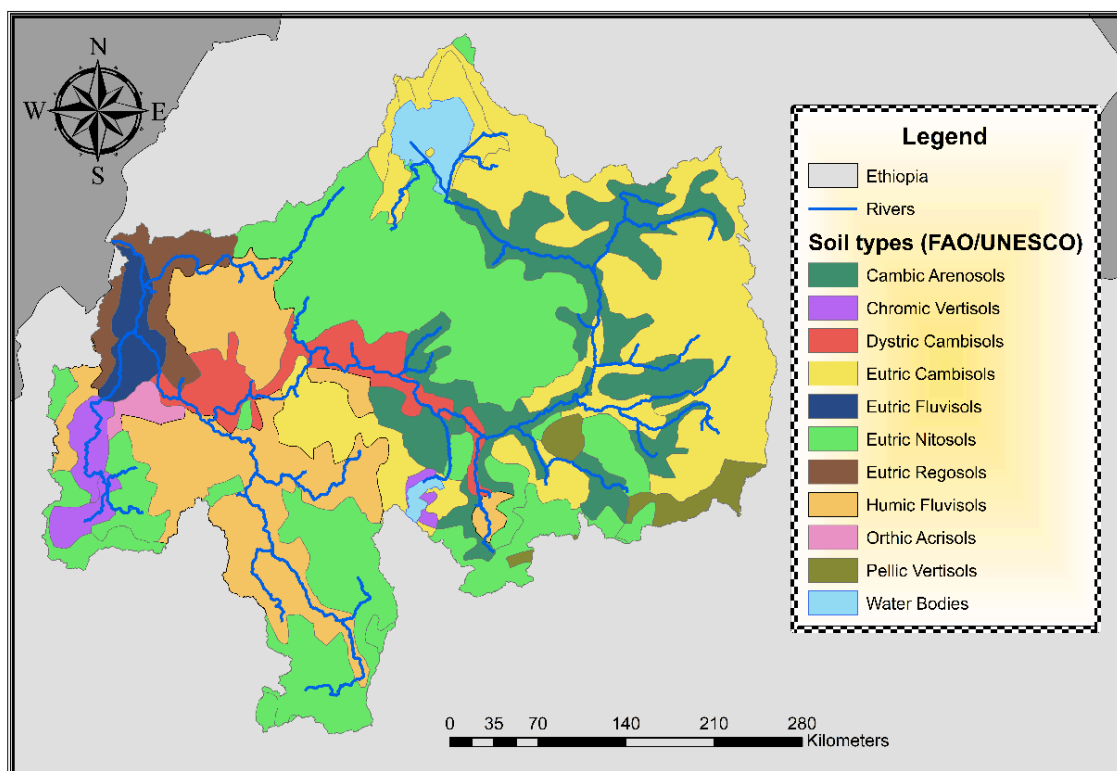 N
W E
S
Legend
Ethiopia
Rivers
Soil types (FAO/UNESCO)
Cambic Arenosols
Chromic Vertisols
Dystric Cambisols
Eutric Cambisols
Eutric Fluvisols
Eutric Nitosols
Eutric Regosols
Humic Fluvisols
Orthic Acrisols
Pellic Vertisols
Water Bodies
0 35 70 140 210 280
Kilometers